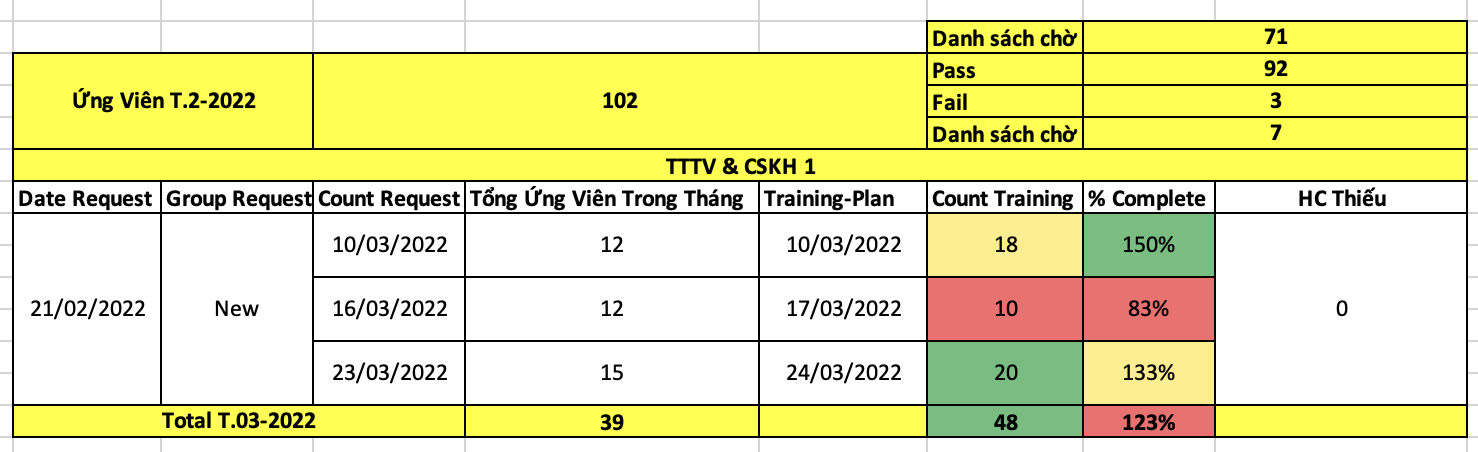 Danh sách chờ 71
Ứng Viên T.2-2022 102
Pass 92
Fail 3
Danh sách chờ 7
TTTV & CSKH 1
Date Request Group Request Count Request Tổng Ứng Viên Trong Tháng Training-Plan Count Training % Complete HC Thiếu
21/02/2022 New 10/03/2022 12 10/03/2022 18 150% 0
16/03/2022 12 17/03/2022 10 83%
23/03/2022 15 24/03/2022 20 133%
Total T.03-2022 39 48 123%